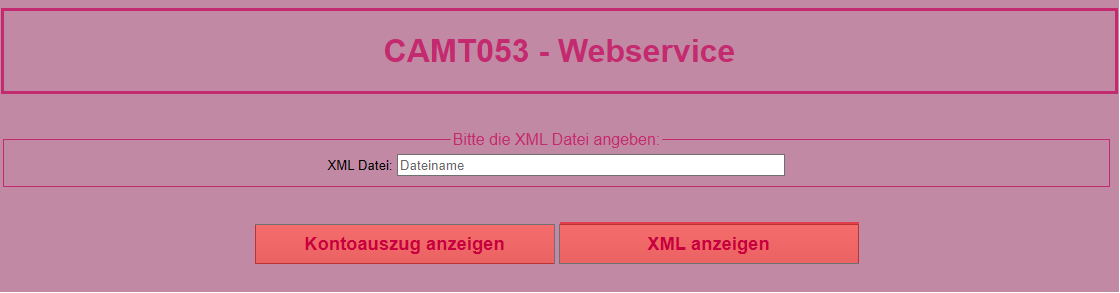 CAMT053 - Webservice
Bitte die XML Datei angeben:
XML Datei: Dateiname
Kontoauszug anzeigen XML anzeigen